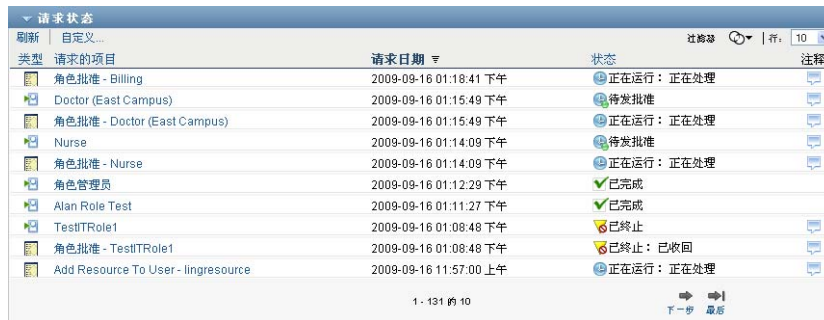 请求状态
刷新 自定义... 过滤器 行: 10
类型 请求的项目 请求日期 状态 注释
角色批准 - Billing 2009-09-16 01:18:41 下午 正在运行：正在处理
Doctor (East Campus) 2009-09-16 01:15:49 下午 待发批准
角色批准 - Doctor (East Campus) 2009-09-16 01:15:49 下午 正在运行：正在处理
Nurse 2009-09-16 01:14:09 下午 待发批准
角色批准 - Nurse 2009-09-16 01:14:09 下午 正在运行：正在处理
角色管理员 2009-09-16 01:12:29 下午 已完成
Alan Role Test 2009-09-16 01:11:27 下午 已完成
TestITRole1 2009-09-16 01:08:48 下午 已终止
角色批准 - TestITRole1 2009-09-16 01:08:48 下午 已终止：已收回
Add Resource To User - lingresource 2009-09-16 11:57:00 上午 正在运行：正在处理
1 - 131 的 10 下一步 最后